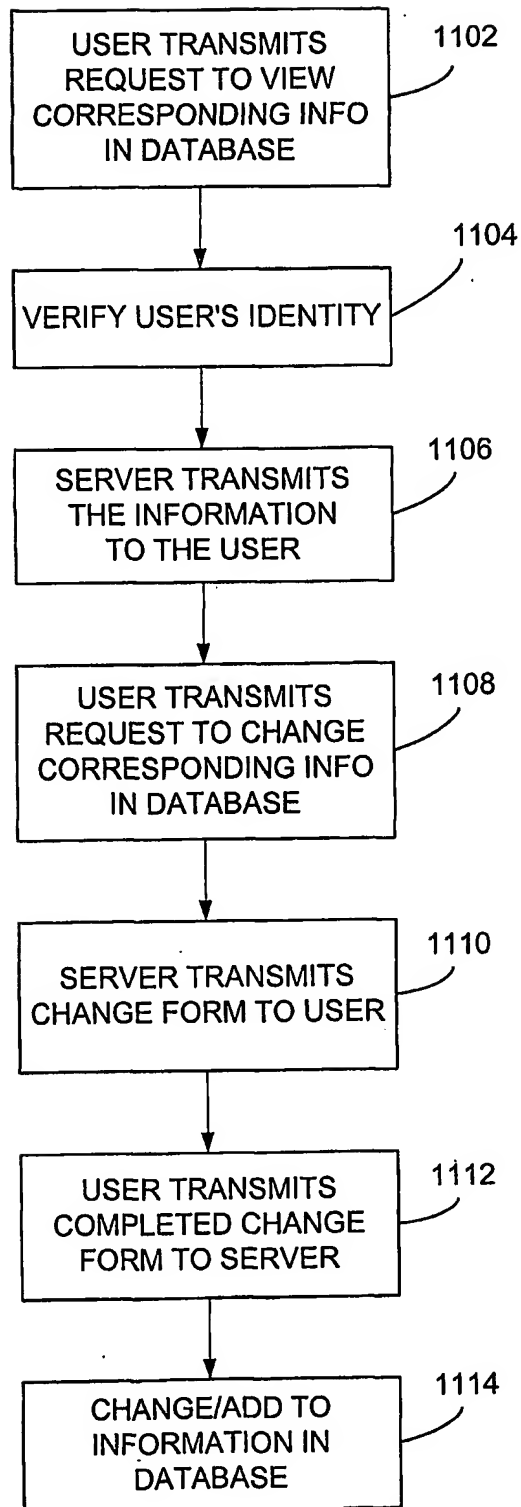 USER TRANSMITS
REQUEST TO VIEW
CORRESPONDING INFO
IN DATABASE
1102
VERIFY USER'S IDENTITY
1104
SERVER TRANSMITS
THE INFORMATION
TO THE USER
1106
USER TRANSMITS
REQUEST TO CHANGE
CORRESPONDING INFO
IN DATABASE
1108
SERVER TRANSMITS
CHANGE FORM TO USER
1110
USER TRANSMITS
COMPLETED CHANGE
FORM TO SERVER
1112
CHANGE/ADD TO
INFORMATION IN
DATABASE
1114